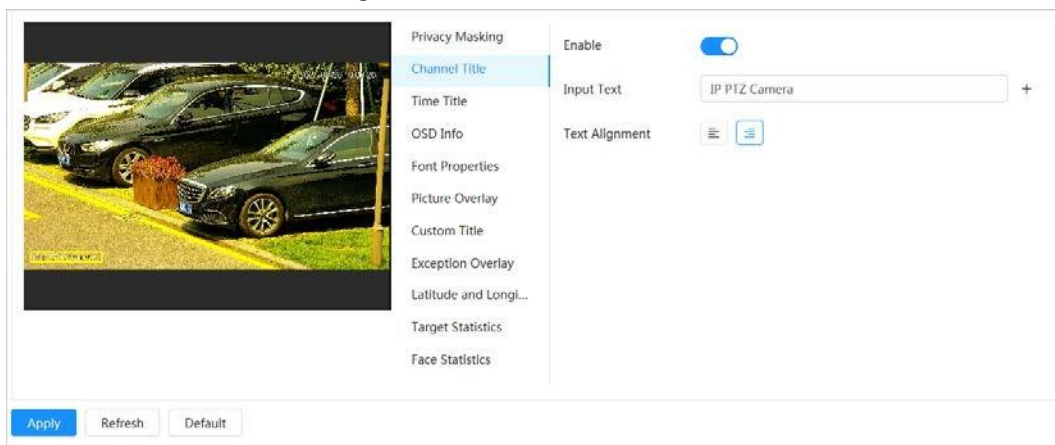 Privacy Masking
Channel Title
Time Title
OSD Info
Font Properties
Picture Overlay
Custom Title
Exception Overlay
Latitude and Longi...
Target Statistics
Face Statistics
Enable
Input Text
IP PTZ Camera
+
Text Alignment
Apply
Refresh
Default